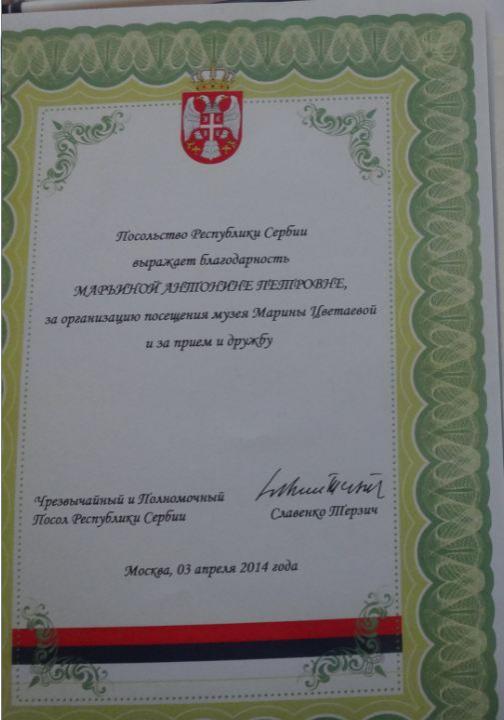 Посольство Республики Сербии
выражает благодарность
МАРЬИНОЙ АНТОНИНЕ ПЕТРОВНЕ,
за организацию посещения музея Марины Цветаевой
и за прием и дружбу
Чрезвычайный и Полномочный
Посол Республики Сербии
Славенко Терзич
Москва, 03 апреля 2014 года